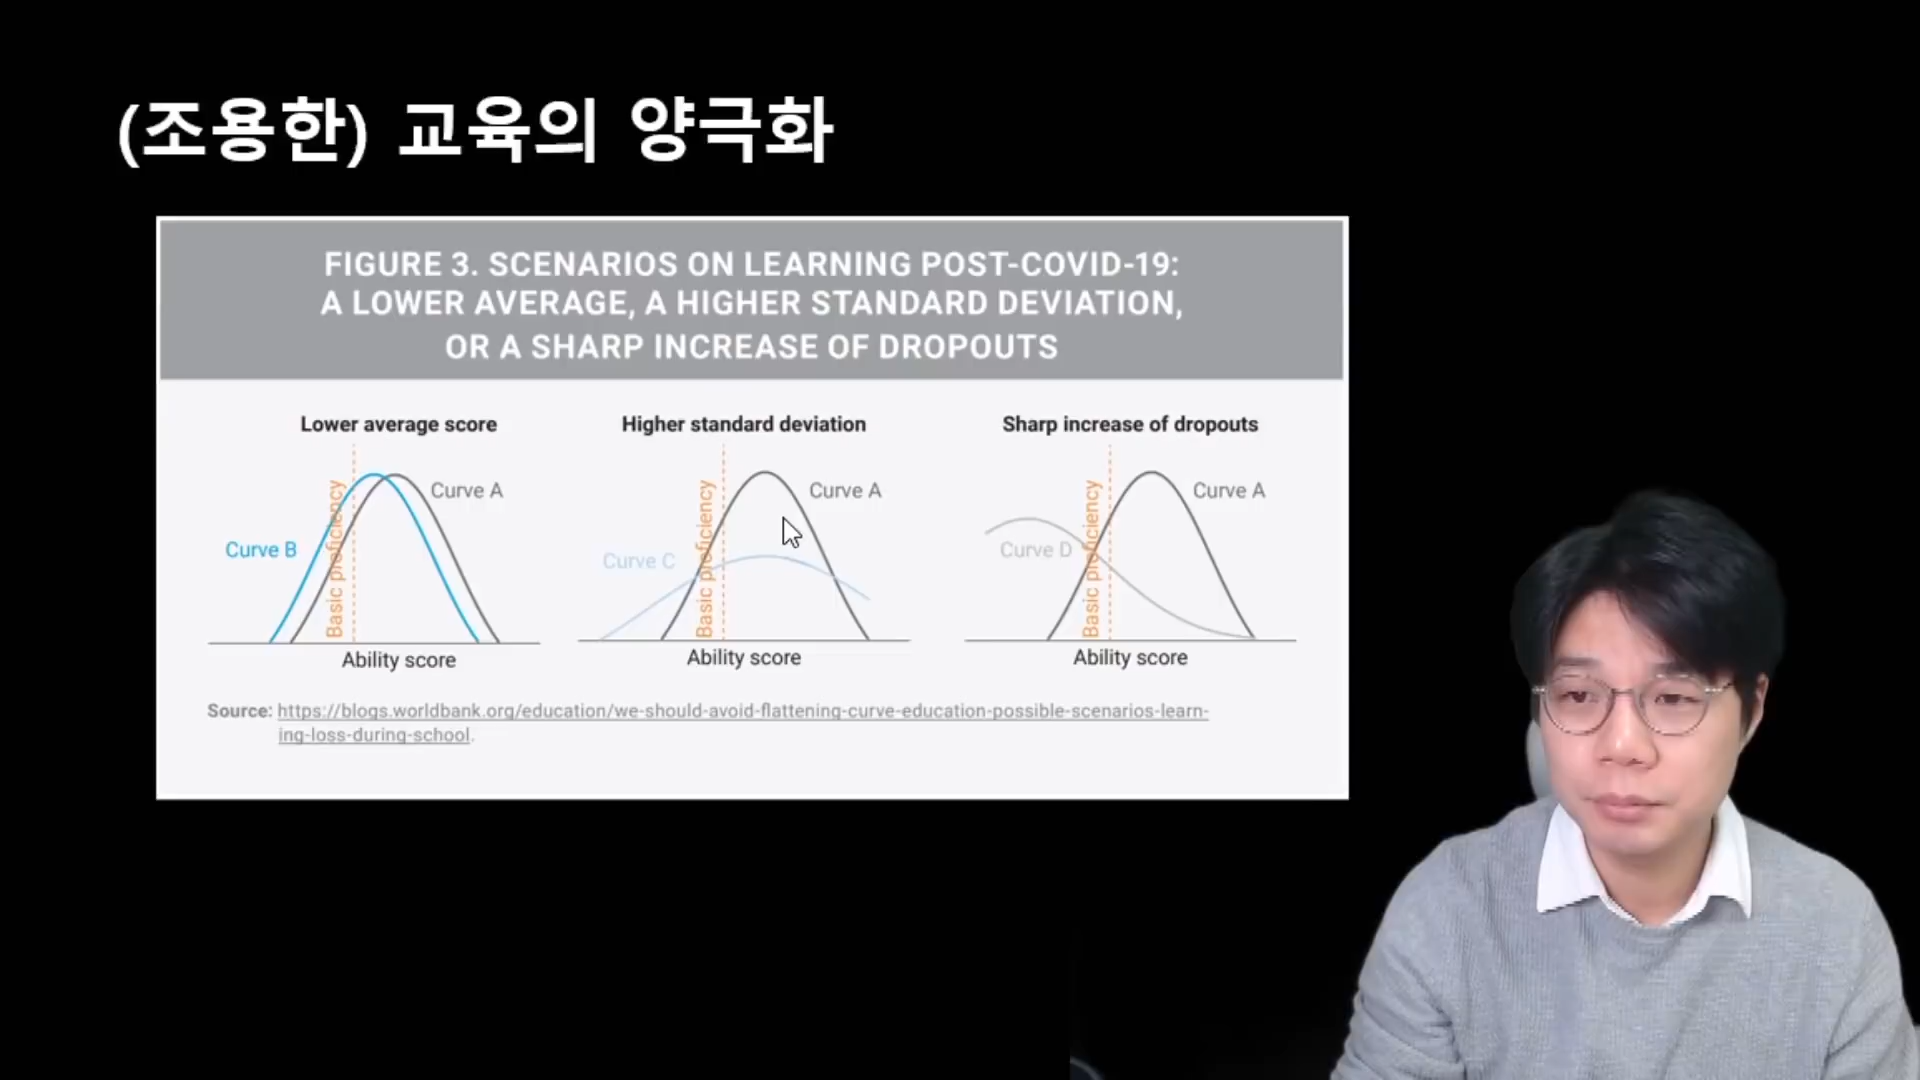 (조용한) 교육의 양극화
FIGURE 3. SCENARIOS ON LEARNING POST-COVID-19:
A LOWER AVERAGE, A HIGHER STANDARD DEVIATION,
OR A SHARP INCREASE OF DROPOUTS
Lower average score
Curve A
Curve B
Basic proficiency
Ability score
Higher standard deviation
Curve A
Curve C
Basic proficiency
Ability score
Sharp increase of dropouts
Curve A
Curve D
Basic proficiency
Ability score
Source: https://blogs.worldbank.org/education/we-should-avoid-flattening-curve-education-possible-scenarios-learn-
ing-loss-during-school.